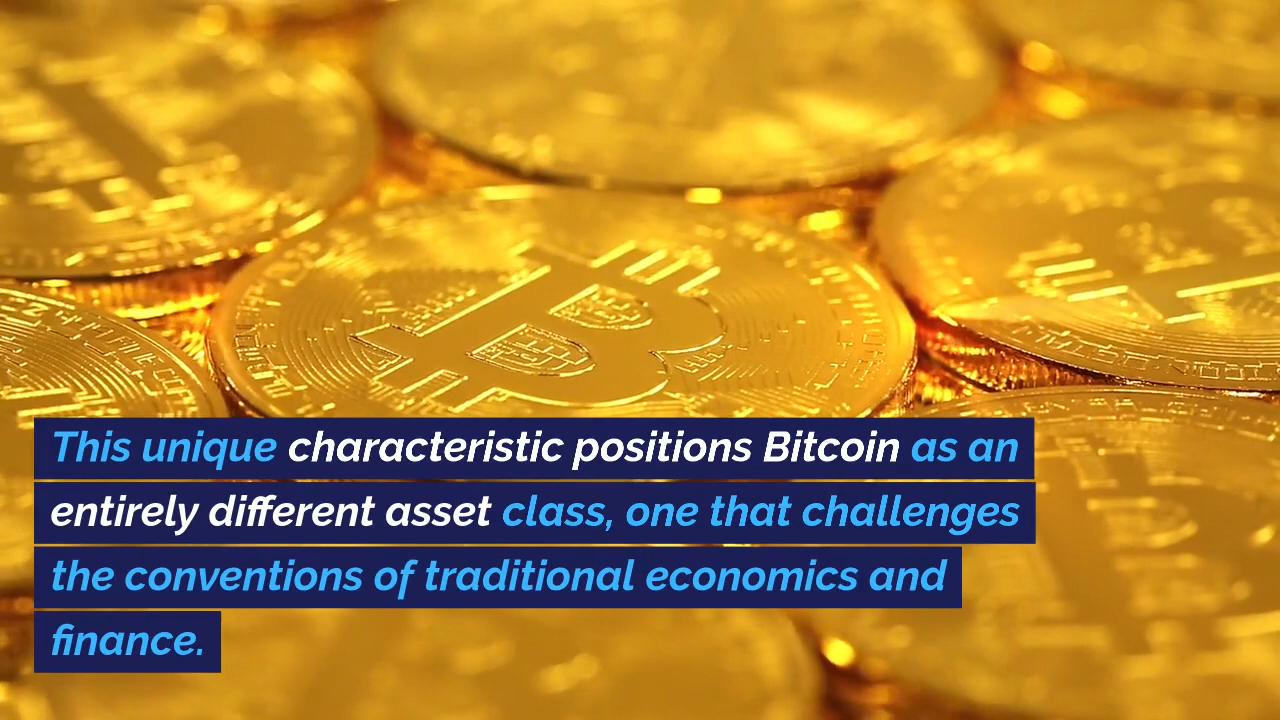 This unique characteristic positions Bitcoin as an
entirely different asset class, one that challenges
the conventions of traditional economics and
finance.